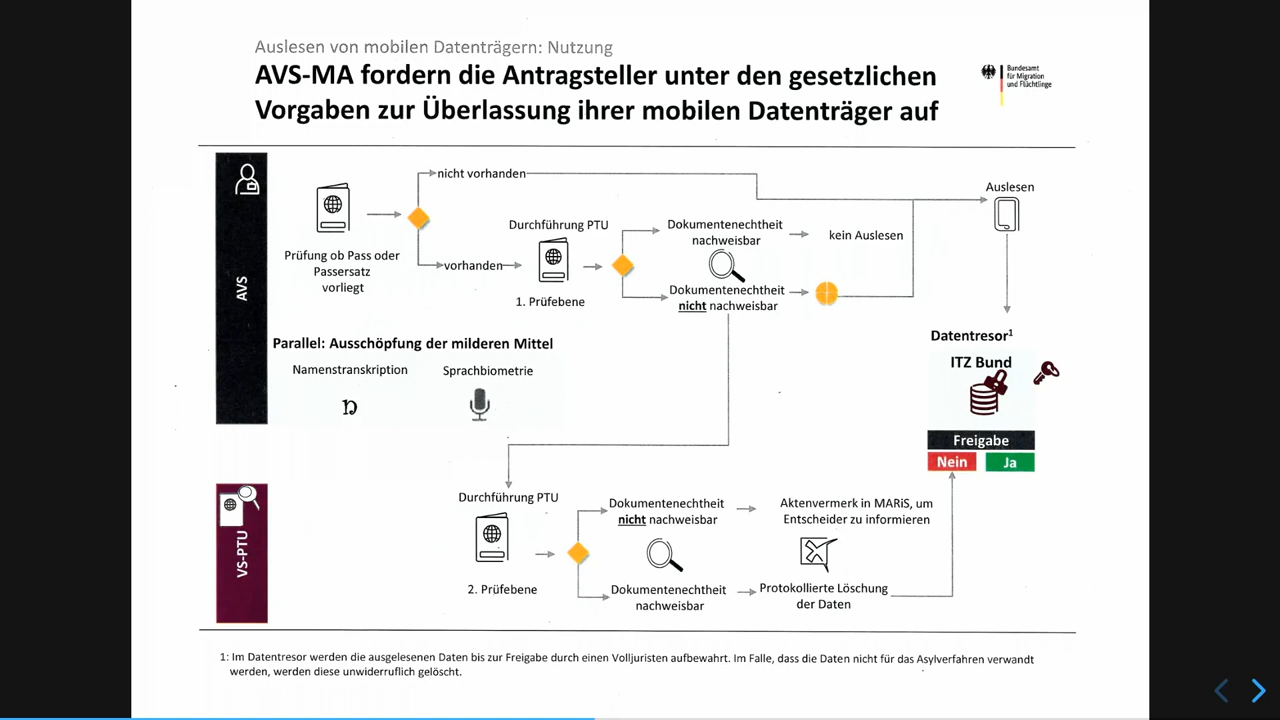 Auslesen von mobilen Datenträgern: Nutzung
AVS-MA fordern die Antragsteller unter den gesetzlichen
Vorgaben zur Überlassung ihrer mobilen Datenträger auf
Bundesamt
für Migration
und Flüchtlinge
AVS
Prüfung ob Pass oder
Passersatz
vorliegt
nicht vorhanden
vorhanden
Durchführung PTU
1. Prüfebene
Dokumentenechtheit
nachweisbar
kein Auslesen
Dokumentenechtheit
nicht nachweisbar
Auslesen
Datentresor¹
ITZ Bund
Freigabe
Nein
Ja
Parallel: Ausschöpfung der milderen Mittel
Namenstranskription
Sprachbiometrie
VS-PTU
Durchführung PTU
2. Prüfebene
Dokumentenechtheit
nicht nachweisbar
Aktenvermerk in MARiS, um
Entscheider zu informieren
Dokumentenechtheit
nachweisbar
Protokollierte Löschung
der Daten
1: Im Datentresor werden die ausgelesenen Daten bis zur Freigabe durch einen Volljuristen aufbewahrt. Im Falle, dass die Daten nicht für das Asylverfahren verwandt
werden, werden diese unwiderruflich gelöscht.